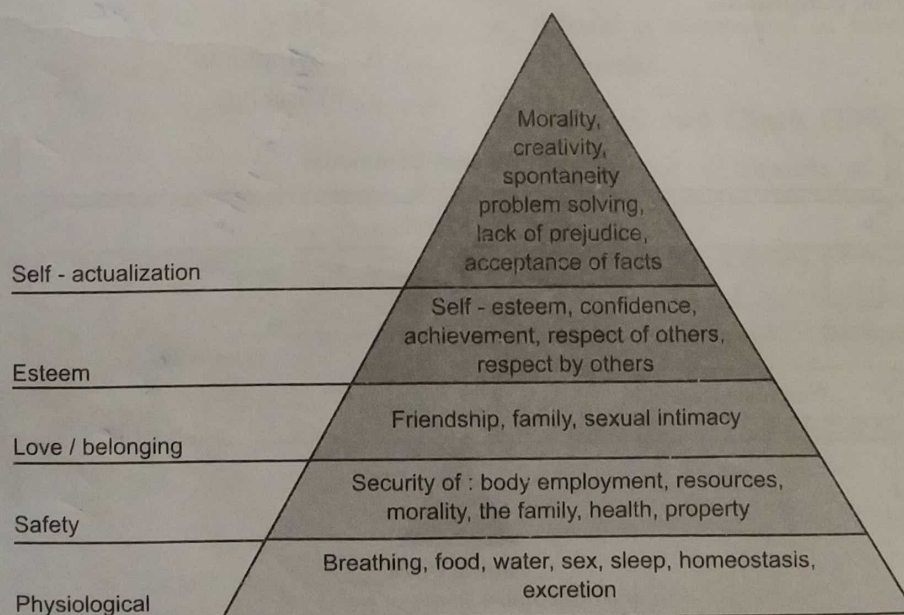 Morality,
creativity,
spontaneity
problem solving,
lack of prejudice,
acceptance of facts
Self - actualization
Self - esteem, confidence,
achievement, respect of others,
respect by others
Esteem
Friendship, family, sexual intimacy
Love / belonging
Security of : body employment, resources,
morality, the family, health, property
Safety
Breathing, food, water, sex, sleep, homeostasis,
excretion
Physiological